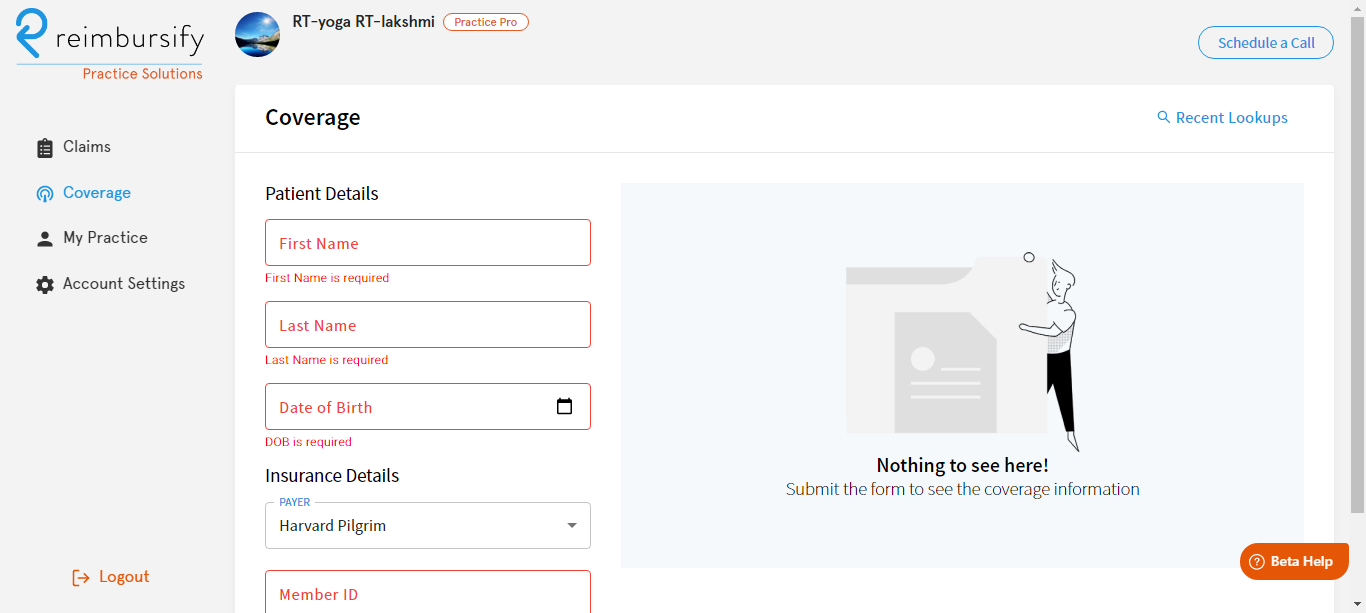 reimbursify
Practice Solutions
RT-yoga RT-lakshmi
Practice Pro
Schedule a Call
Claims
Coverage
My Practice
Account Settings
Logout
Coverage
Recent Lookups
Patient Details
First Name
First Name is required
Last Name
Last Name is required
Date of Birth
DOB is required
Insurance Details
PAYER
Harvard Pilgrim
Member ID
Nothing to see here!
Submit the form to see the coverage information
Beta Help